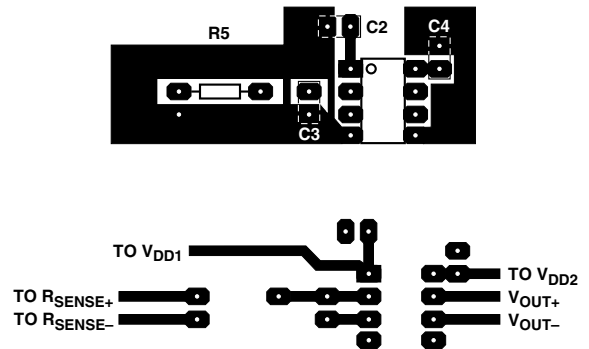 C2
C4
R5
C3
TO VDD1
TO VDD2
TO RSENSE+
VOUT+
TO RSENSE–
VOUT–